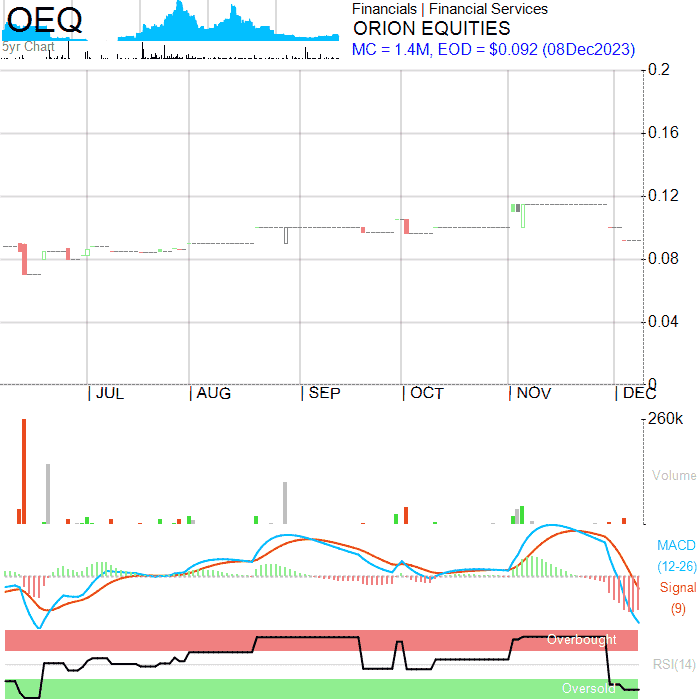 OEQ
5yr Chart
Financials | Financial Services
ORION EQUITIES
MC = 1.4M, EOD = $0.092 (08Dec2023)
0.2
0.16
0.12
0.08
0.04
0
| JUL | AUG | SEP | OCT | NOV | DEC
260k
Volume
MACD
(12-26)
Signal
(9)
Overbought
RSI(14)
Oversold